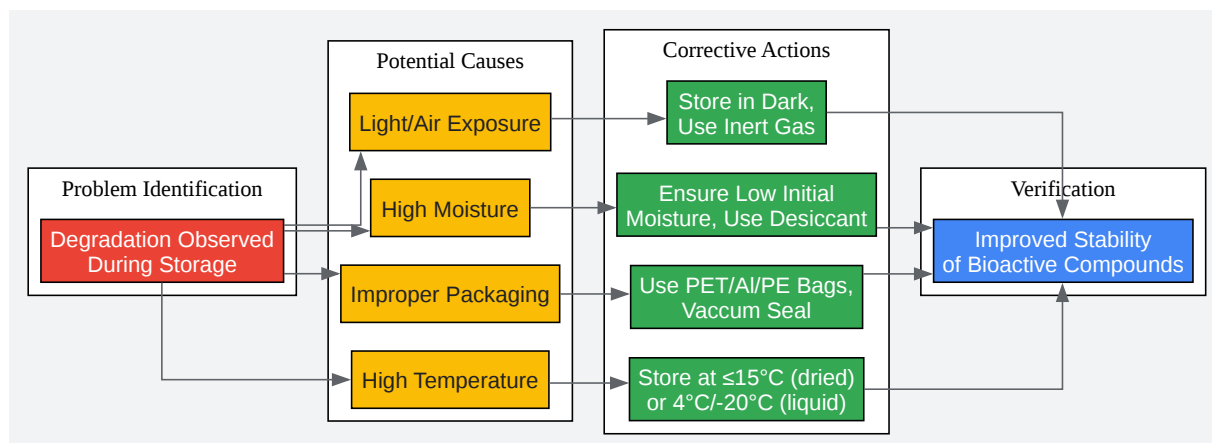 Problem Identification
Degradation Observed
During Storage
Potential Causes
Light/Air Exposure
High Moisture
Improper Packaging
High Temperature
Corrective Actions
Store in Dark,
Use Inert Gas
Ensure Low Initial
Moisture, Use Desiccant
Use PET/Al/PE Bags,
Vaccum Seal
Store at ≤15°C (dried)
or 4°C/-20°C (liquid)
Verification
Improved Stability
of Bioactive Compounds